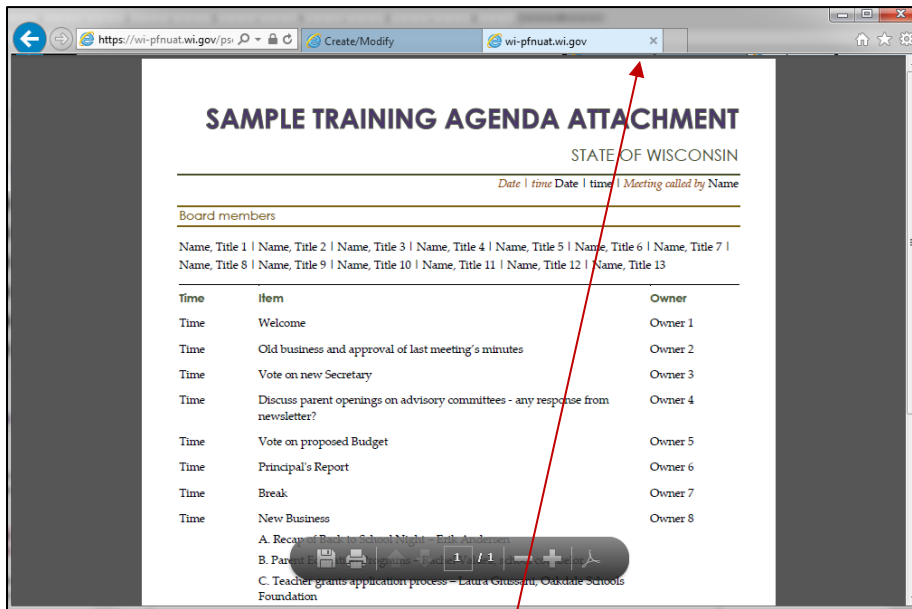 https://wi-pfnuat.wi.gov/ps
Create/Modify
wi-pfnuat.wi.gov
SAMPLE TRAINING AGENDA ATTACHMENT
STATE OF WISCONSIN
Date | time Date | time | Meeting called by Name
Board members
Name, Title 1 | Name, Title 2 | Name, Title 3 | Name, Title 4 | Name, Title 5 | Name, Title 6 | Name, Title 7 |
Name, Title 8 | Name, Title 9 | Name, Title 10 | Name, Title 11 | Name, Title 12 | Name, Title 13
Time Item Owner
Time Welcome Owner 1
Time Old business and approval of last meeting's minutes Owner 2
Time Vote on new Secretary Owner 3
Time Discuss parent openings on advisory committees - any response from Owner 4
newsletter?
Time Vote on proposed Budget Owner 5
Time Principal's Report Owner 6
Time Break Owner 7
Time New Business Owner 8
A. Recap of Back to School Night – Erik Andersen
B. Parent
1 / 1
C. Teacher grants application process – Laura Giussani, Oakdale Schools
Foundation